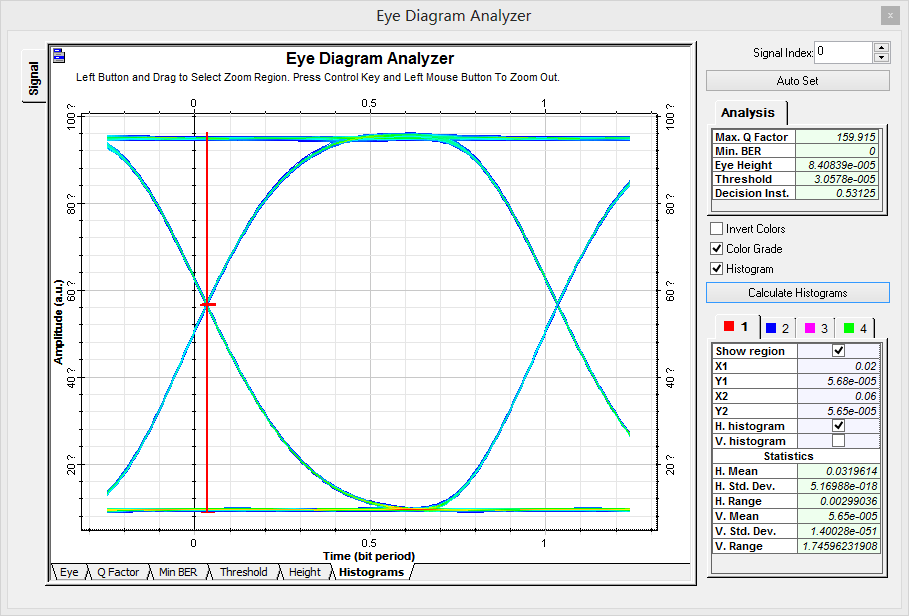 Eye Diagram Analyzer
x
Signal Index: 0
Auto Set
Signal
Eye Diagram Analyzer
Left Button and Drag to Select Zoom Region. Press Control Key and Left Mouse Button To Zoom Out.
0 0.5 1
100 ?
80 ?
60 ?
40 ?
20 ?
Amplitude (a.u.)
100 ?
80 ?
60 ?
40 ?
20 ?
0 0.5 1
Time (bit period)
Eye Q Factor Min BER Threshold Height Histograms
Analysis
Max. Q Factor 159.915
Min. BER 0
Eye Height 8.40839e-005
Threshold 3.0578e-005
Decision Inst. 0.53125
Invert Colors
Color Grade
Histogram
Calculate Histograms
1 2 3 4
Show region
X1 0.02
Y1 5.68e-005
X2 0.06
Y2 5.65e-005
H. histogram
V. histogram
Statistics
H. Mean 0.0319614
H. Std. Dev. 5.16988e-018
H. Range 0.00299036
V. Mean 5.65e-005
V. Std. Dev. 1.40028e-051
V. Range 1.74596231908